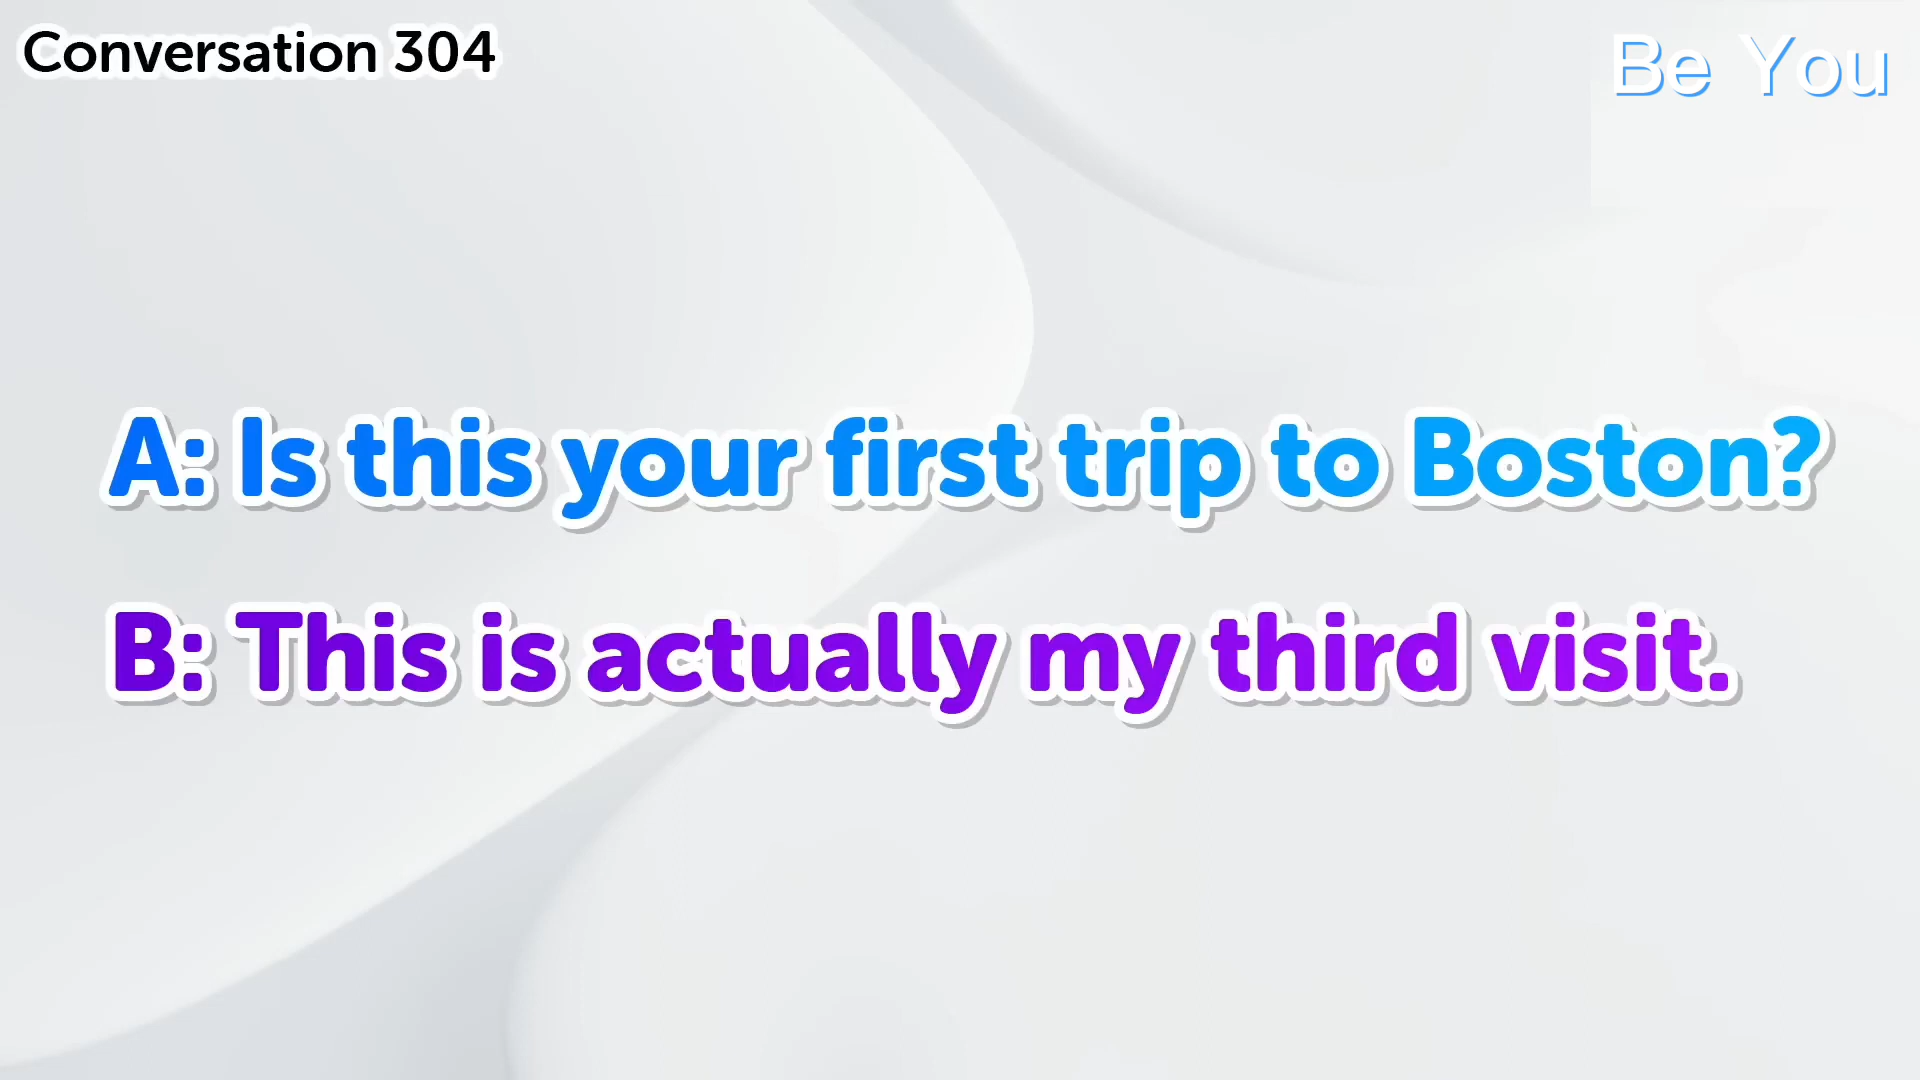 Conversation 304
Be You
A: Is this your first trip to Boston?
B: This is actually my third visit.